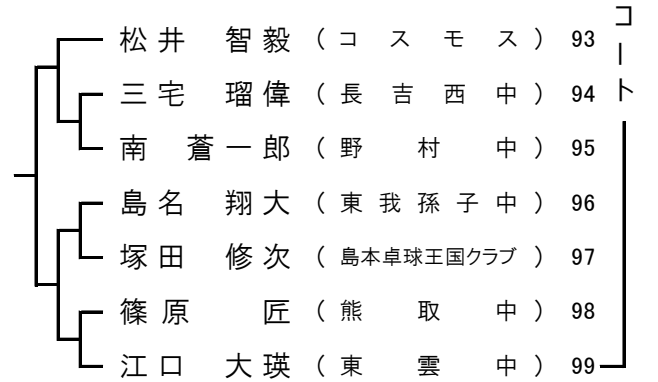 松井 智毅 ( コスモス ) 93
三宅 瑠偉 ( 長吉西中 ) 94
南 蒼一郎 ( 野村中 ) 95
島名 翔大 ( 東我孫子中 ) 96
塚田 修次 ( 島本卓球王国クラブ ) 97
篠原 匠 ( 熊取中 ) 98
江口 大瑛 ( 東雲中 ) 99
コート